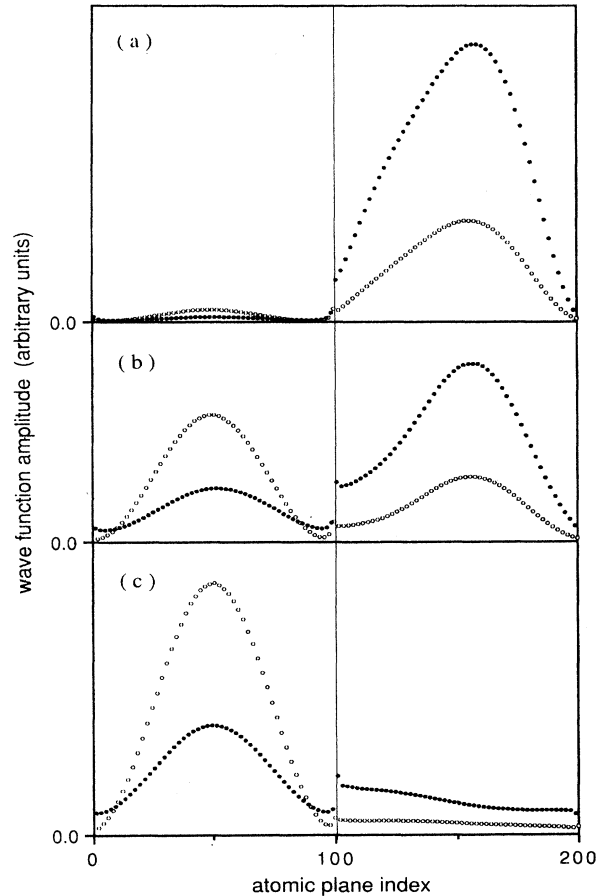 ( a )
0.0
( b )
0.0
( c )
0.0
wave function amplitude (arbitrary units)
0 100 200
atomic plane index